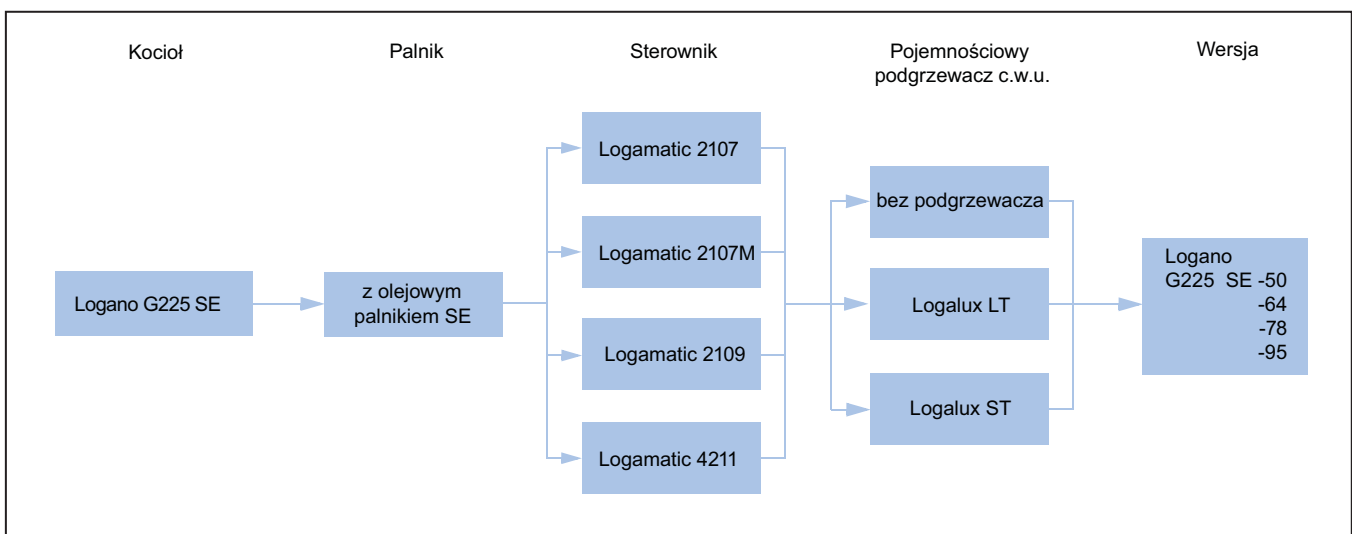 Kocioł
Palnik
Sterownik
Pojemnościowy
podgrzewacz c.w.u.
Wersja
Logano G225 SE
z olejowym
palnikiem SE
Logamatic 2107
Logamatic 2107M
Logamatic 2109
Logamatic 4211
bez podgrzewacza
Logalux LT
Logalux ST
Logano
G225 SE -50
-64
-78
-95